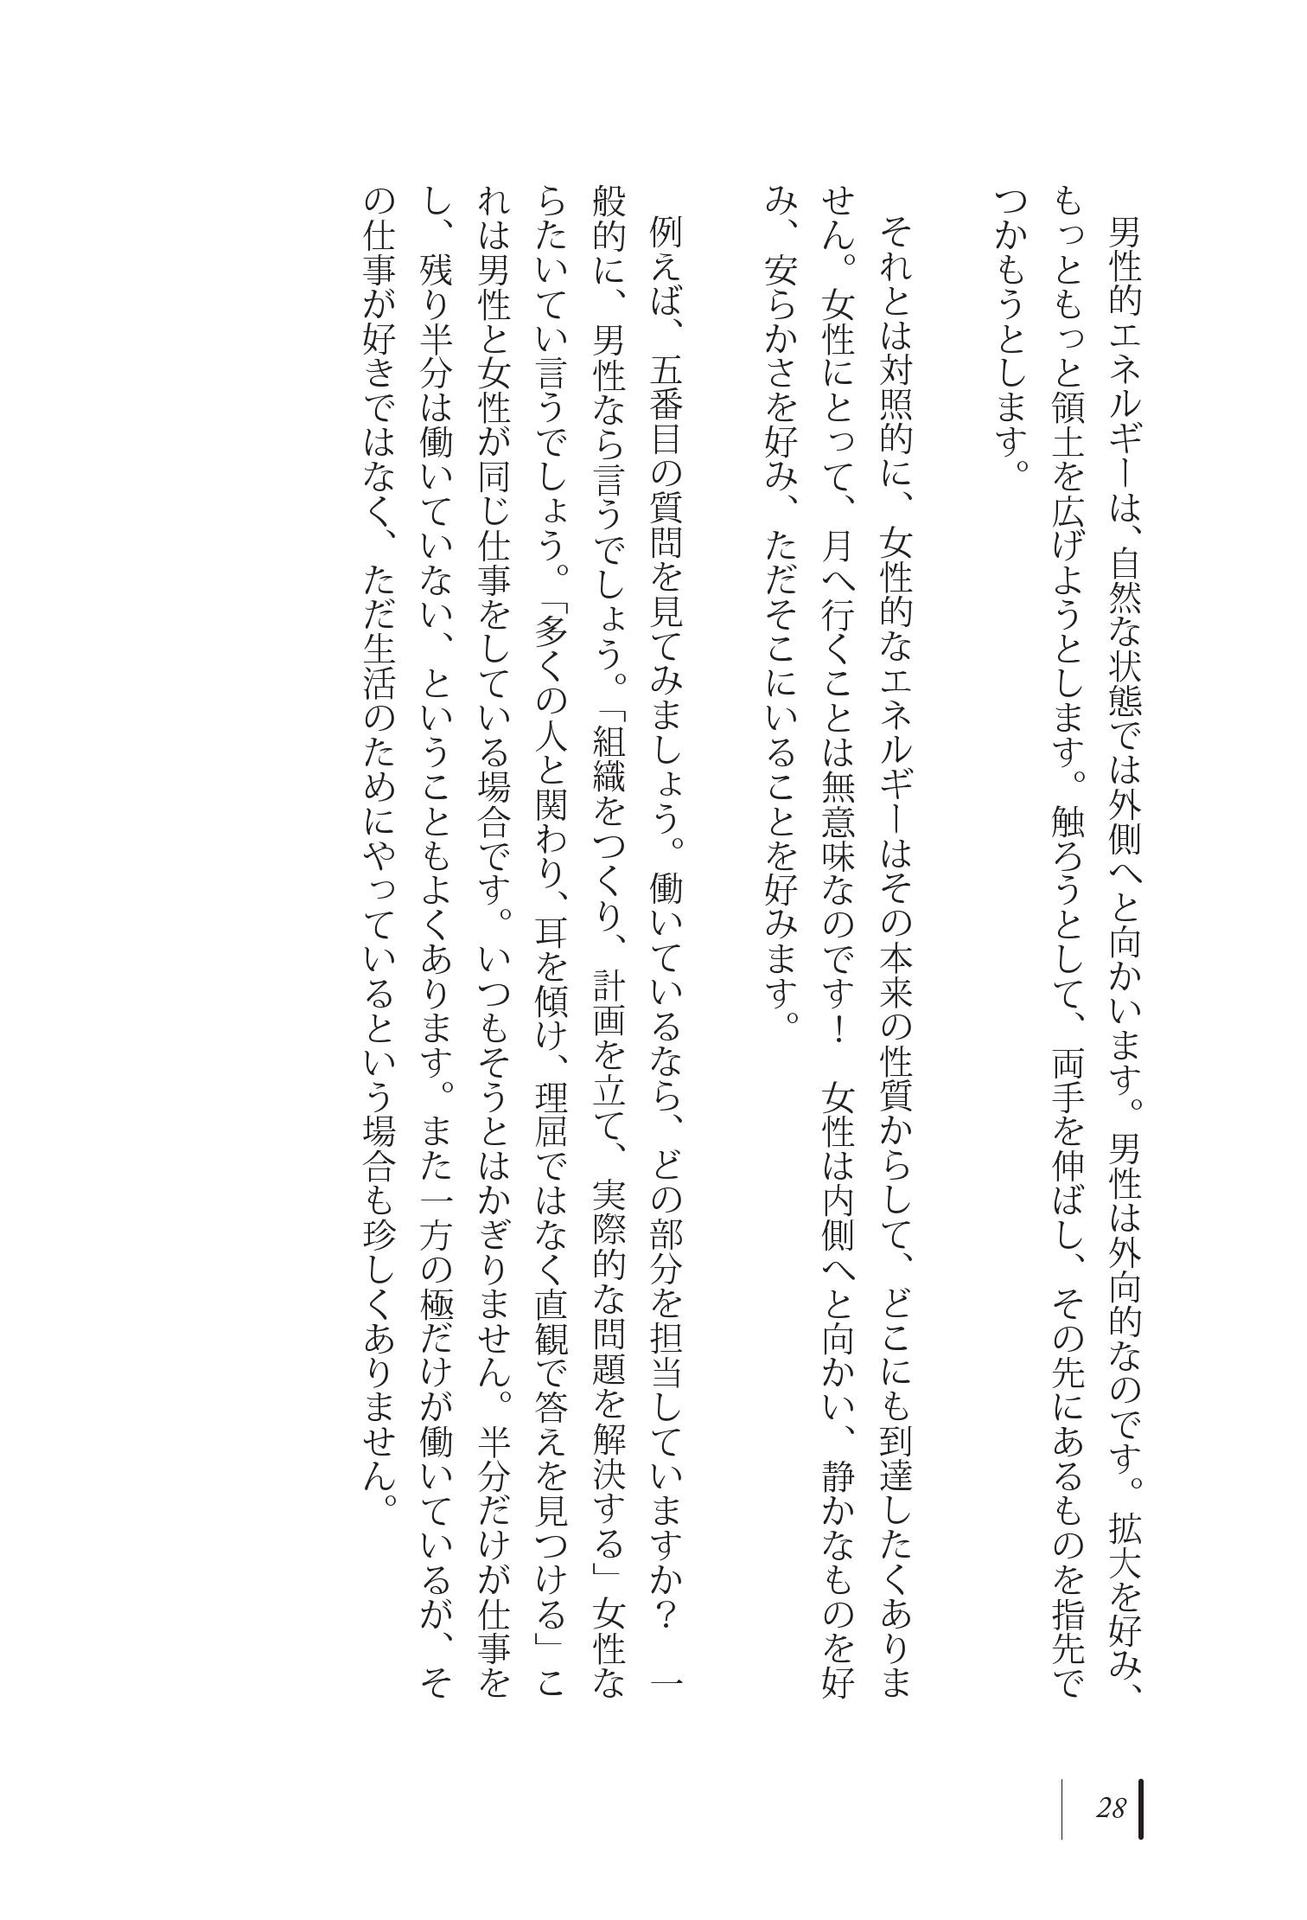 男性的エネルギーは、自然な状態では外側へと向かいます。男性は外向的なのです。拡大を好み、
もっともっと領土を広げようとします。触ろうとして、両手を伸ばし、その先にあるものを指先で
つかもうとします。
それとは対照的に、女性的なエネルギーはその本来の性質からして、どこにも到達したくありま
せん。女性にとって、月へ行くことは無意味なのです！　女性は内側へと向かい、静かなものを好
み、安らかさを好み、ただそこにいることを好みます。
例えば、五番目の質問を見てみましょう。働いているなら、どの部分を担当していますか？　一
般的に、男性なら言うでしょう。「組織をつくり、計画を立て、実際的な問題を解決する」女性な
らたいてい言うでしょう。「多くの人と関わり、耳を傾け、理屈ではなく直観で答えを見つける」こ
れは男性と女性が同じ仕事をしている場合です。いつもそうとはかぎりません。半分だけが仕事を
し、残り半分は働いていない、ということもよくあります。また一方の極だけが働いているが、そ
の仕事が好きではなく、ただ生活のためにやっているという場合も珍しくありません。
28